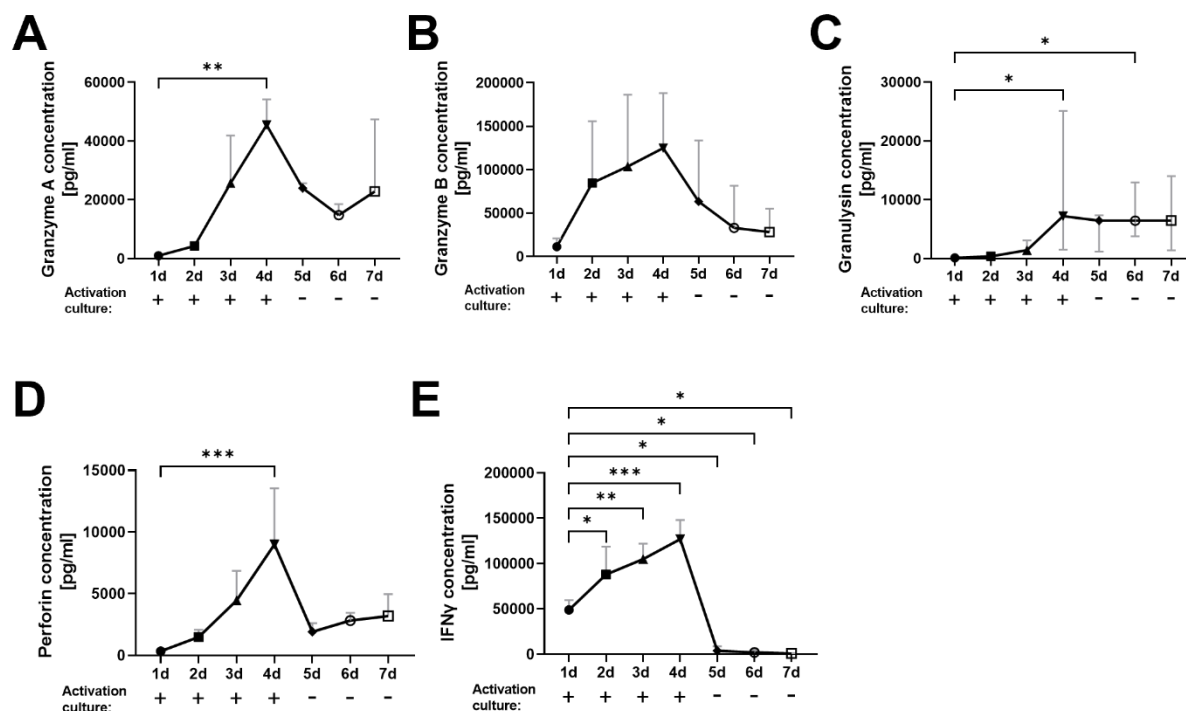 A
Granzyme A concentration
[pg/ml]
**
60000
40000
20000
0
1d 2d 3d 4d 5d 6d 7d
Activation
culture:
+ + + + - - -
B
Granzyme B concentration
[pg/ml]
200000
150000
100000
50000
0
1d 2d 3d 4d 5d 6d 7d
Activation
culture:
+ + + + - - -
C
Granulysin concentration
[pg/ml]
*
*
30000
20000
10000
0
1d 2d 3d 4d 5d 6d 7d
Activation
culture:
+ + + + - - -
D
Perforin concentration
[pg/ml]
***
15000
10000
5000
0
1d 2d 3d 4d 5d 6d 7d
Activation
culture:
+ + + + - - -
E
IFNγ concentration
[pg/ml]
*
*
*
***
**
*
200000
150000
100000
50000
0
1d 2d 3d 4d 5d 6d 7d
Activation
culture:
+ + + + - - -